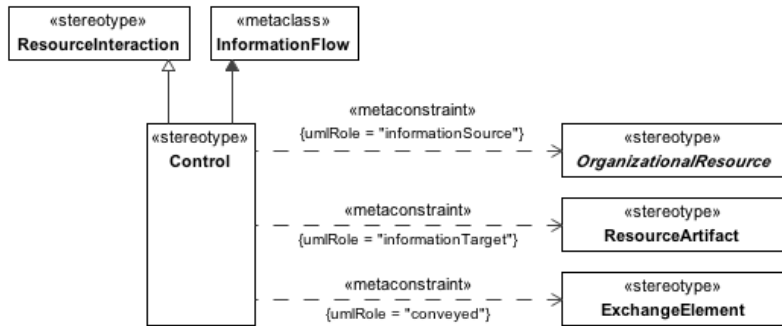 «stereotype»
ResourceInteraction
«metaclass»
InformationFlow
«stereotype»
Control
«metaconstraint»
{umlRole = "informationSource"}
«stereotype»
OrganizationalResource
«metaconstraint»
{umlRole = "informationTarget"}
«stereotype»
ResourceArtifact
«metaconstraint»
{umlRole = "conveyed"}
«stereotype»
ExchangeElement